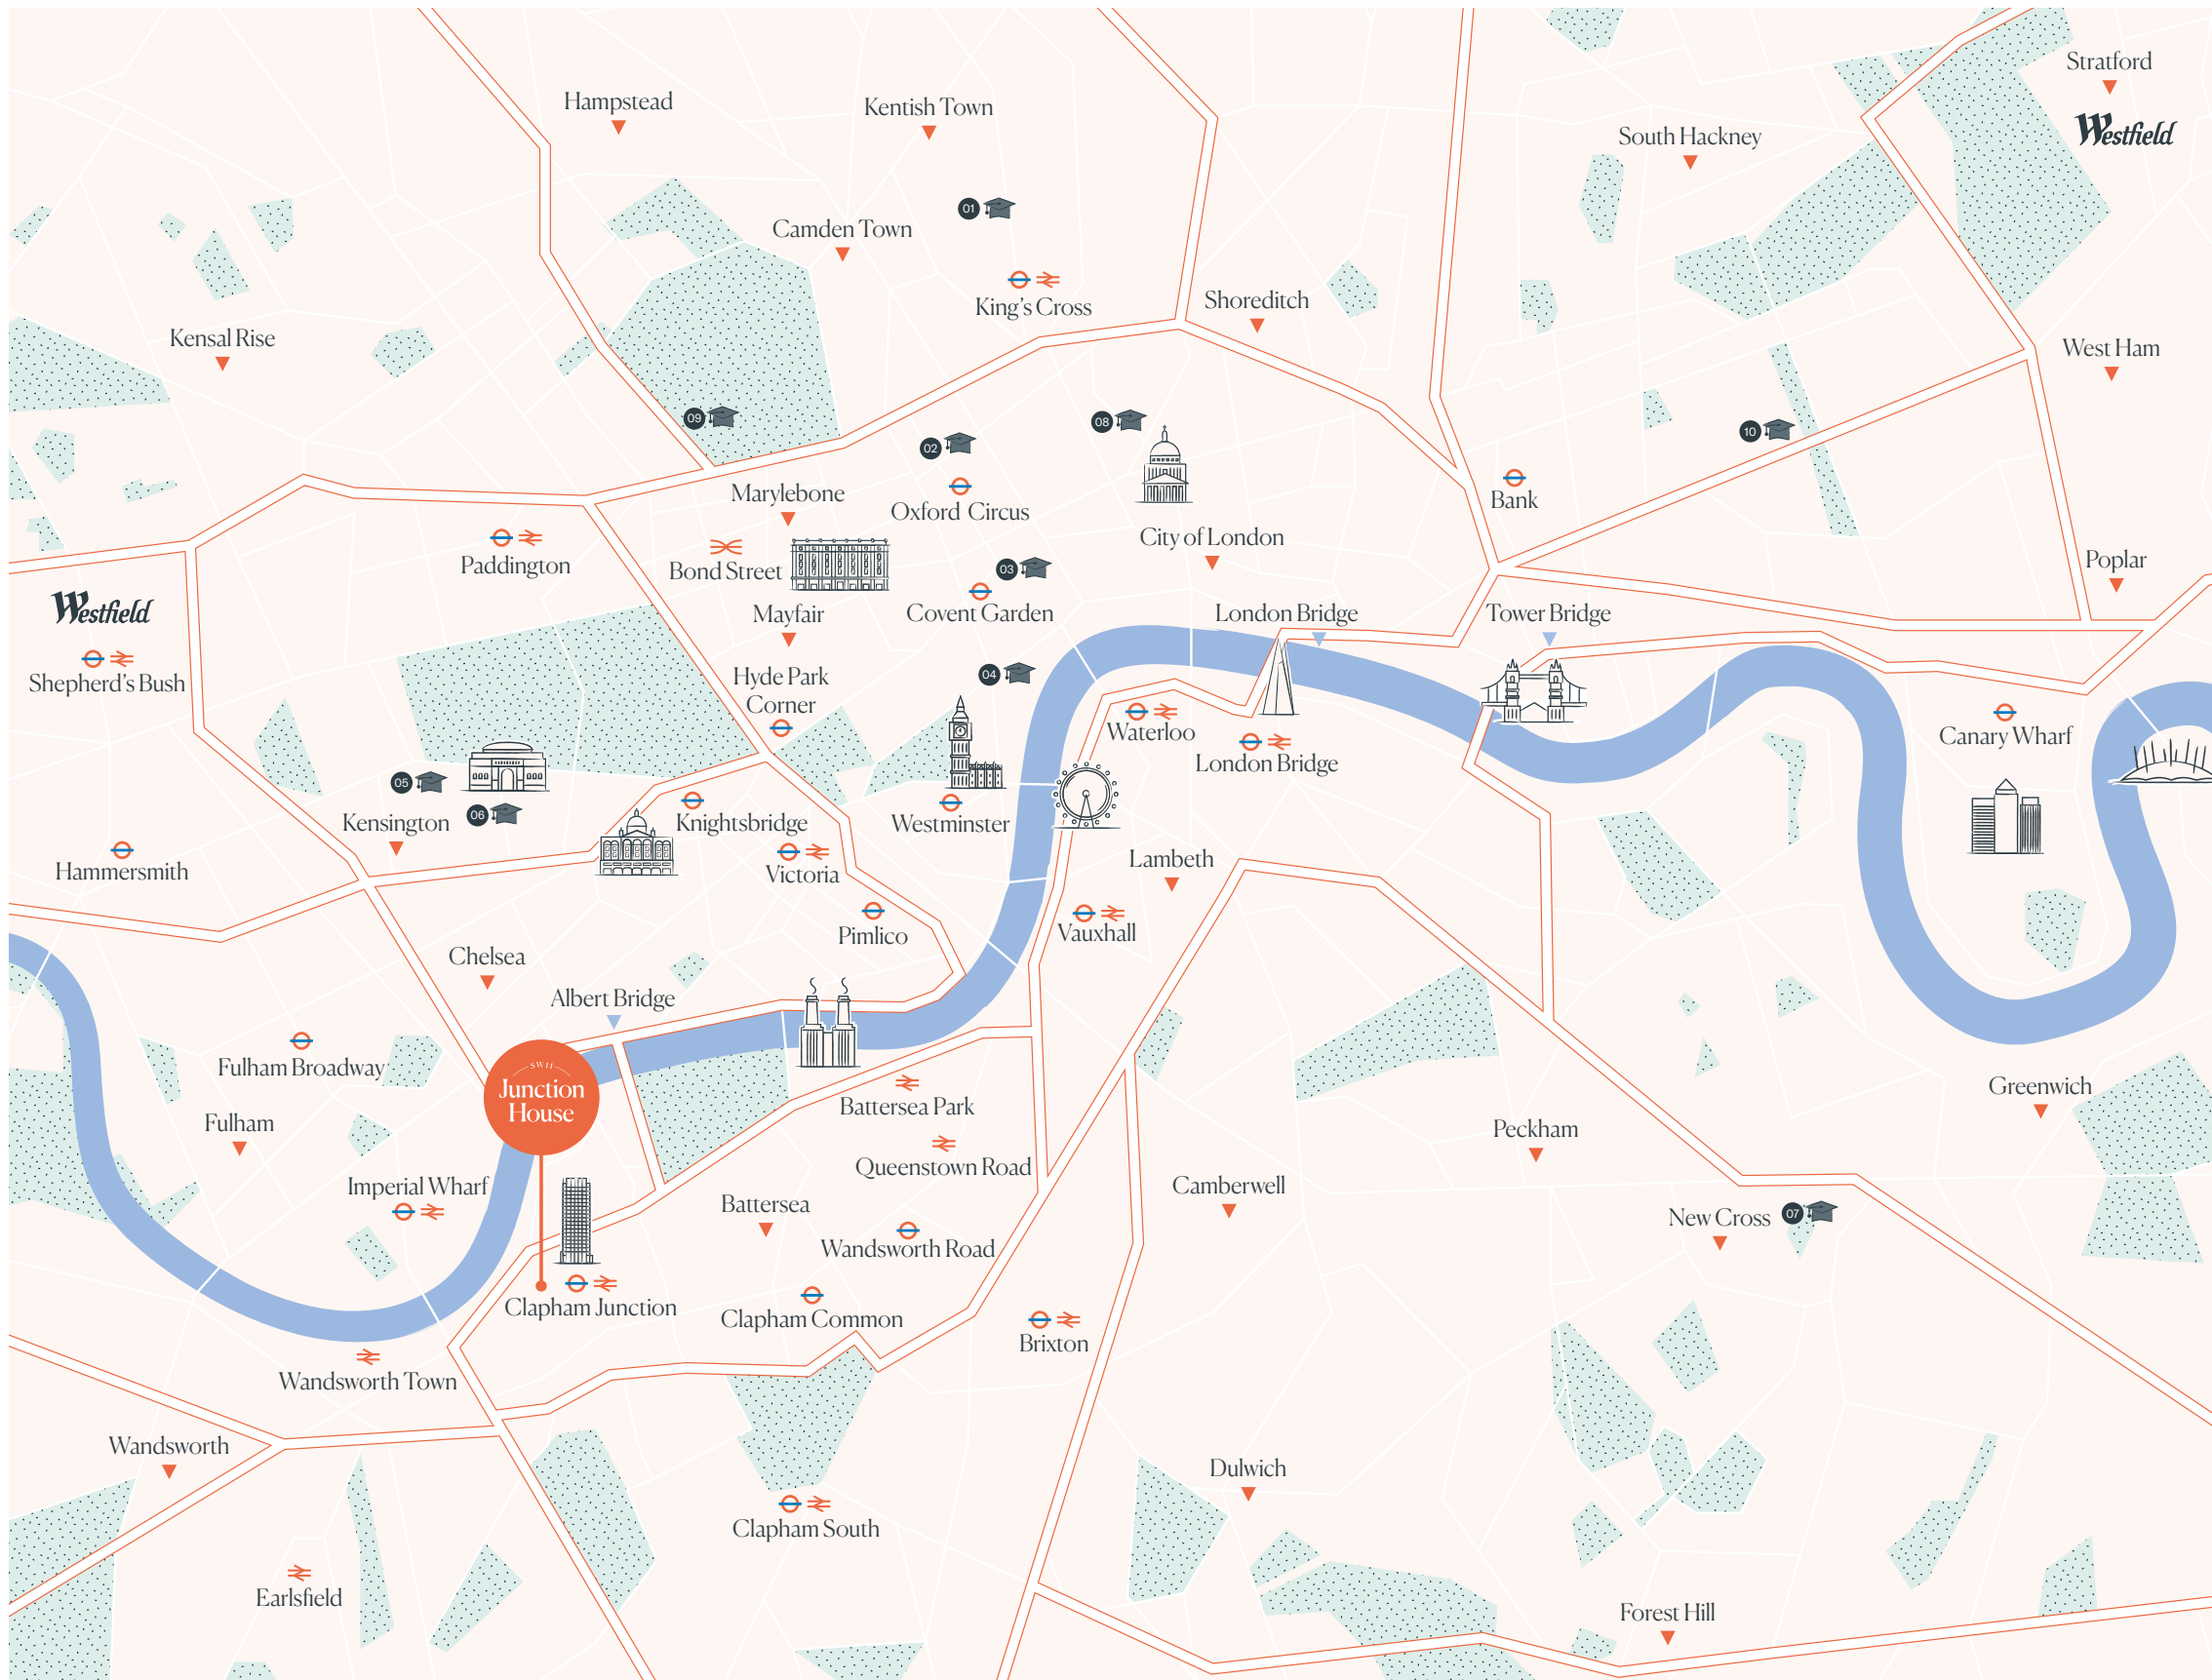 Stratford
Westfield
Hampstead
Kentish Town
South Hackney
01
Camden Town
King's Cross
Shoreditch
Kensal Rise
West Ham
09
02
08
10
Marylebone
Oxford Circus
Bank
City of London
Paddington
Bond Street
03
Poplar
Westfield
Mayfair
Covent Garden
London Bridge
Tower Bridge
Shepherd's Bush
Hyde Park
Corner
04
Waterloo
London Bridge
Canary Wharf
05
06
Kensington
Knightsbridge
Westminster
Hammersmith
Victoria
Lambeth
Pimlico
Vauxhall
Chelsea
Albert Bridge
Fulham Broadway
SW11
Junction
House
Battersea Park
Greenwich
Fulham
Peckham
Queenstown Road
Imperial Wharf
Camberwell
Battersea
New Cross
07
Wandsworth Road
Clapham Junction
Clapham Common
Brixton
Wandsworth Town
Wandsworth
Dulwich
Clapham South
Earlsfield
Forest Hill